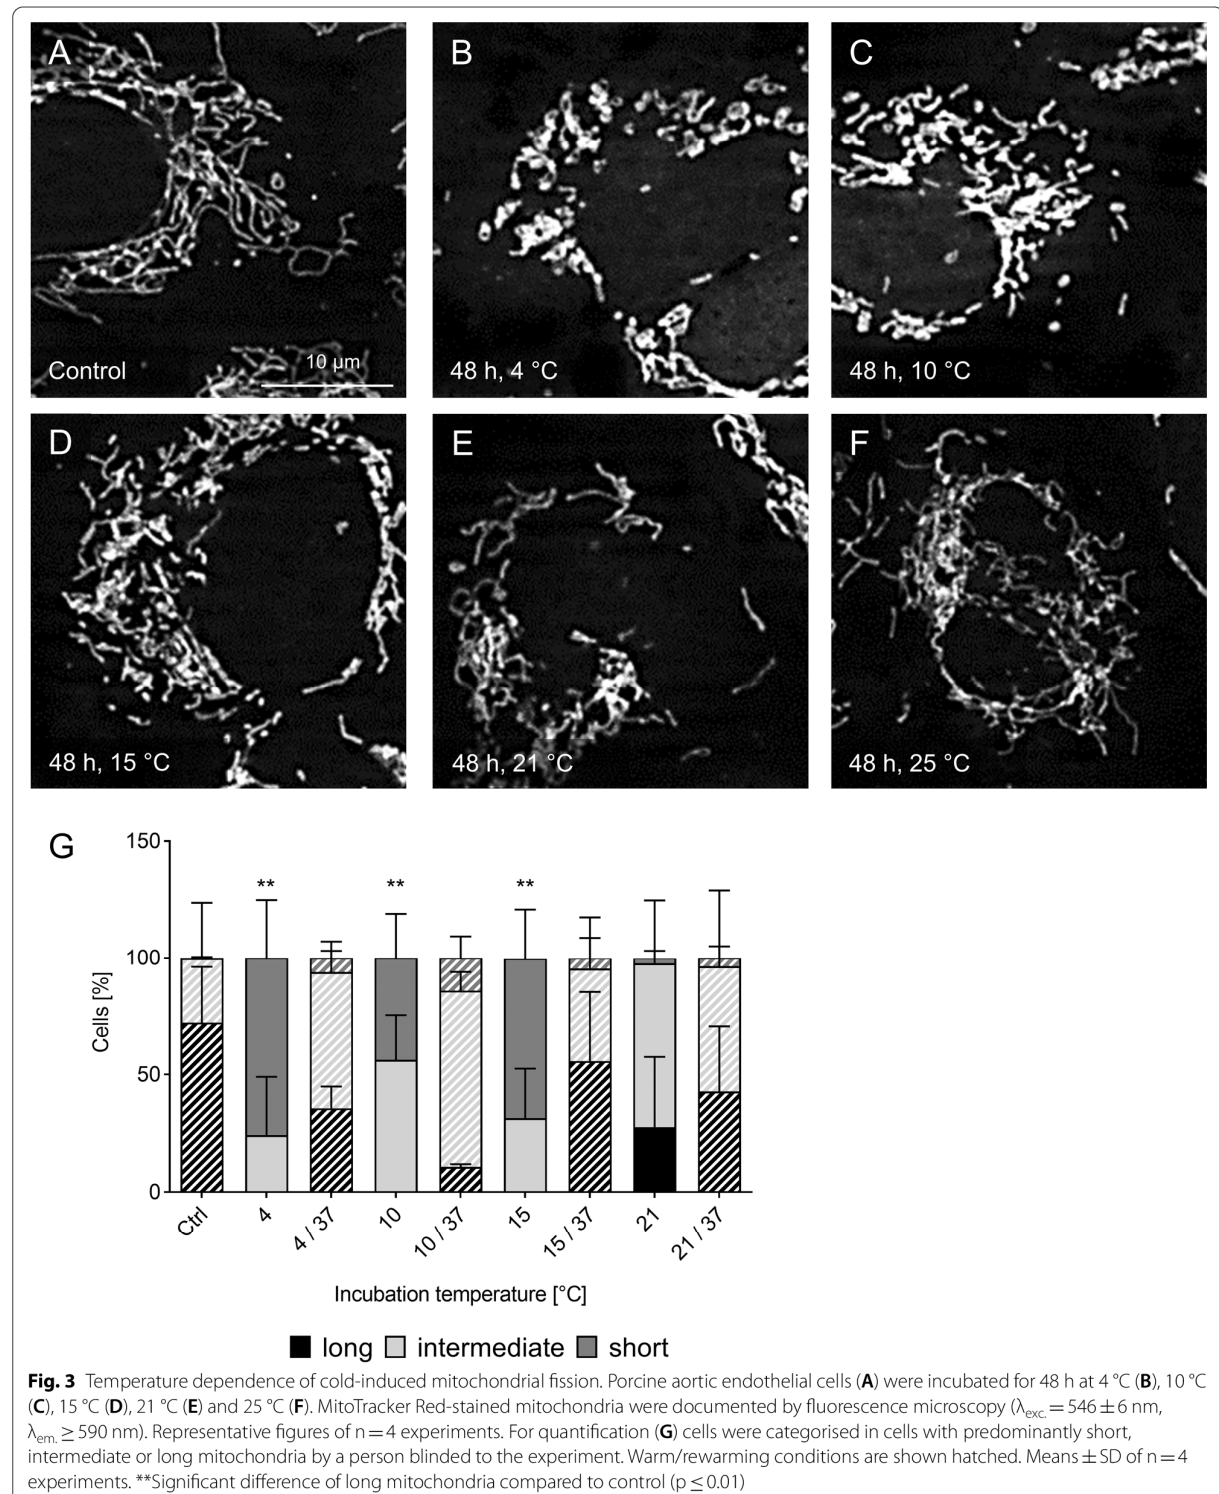 A
B
C
Control
10 µm
48 h, 4 °C
48 h, 10 °C
D
E
F
48 h, 15 °C
48 h, 21 °C
48 h, 25 °C
G
150
100
50
0
Cells [%]
**
**
**
Ctrl
4
4 / 37
10
10 / 37
15
15 / 37
21
21 / 37
Incubation temperature [°C]
long intermediate short
Fig. 3 Temperature dependence of cold-induced mitochondrial fission. Porcine aortic endothelial cells (A) were incubated for 48 h at 4 °C (B), 10 °C
(C), 15 °C (D), 21 °C (E) and 25 °C (F). MitoTracker Red-stained mitochondria were documented by fluorescence microscopy (λexc. = 546 ± 6 nm,
λem. ≥ 590 nm). Representative figures of n = 4 experiments. For quantification (G) cells were categorised in cells with predominantly short,
intermediate or long mitochondria by a person blinded to the experiment. Warm/rewarming conditions are shown hatched. Means ± SD of n = 4
experiments. **Significant difference of long mitochondria compared to control (p ≤ 0.01)